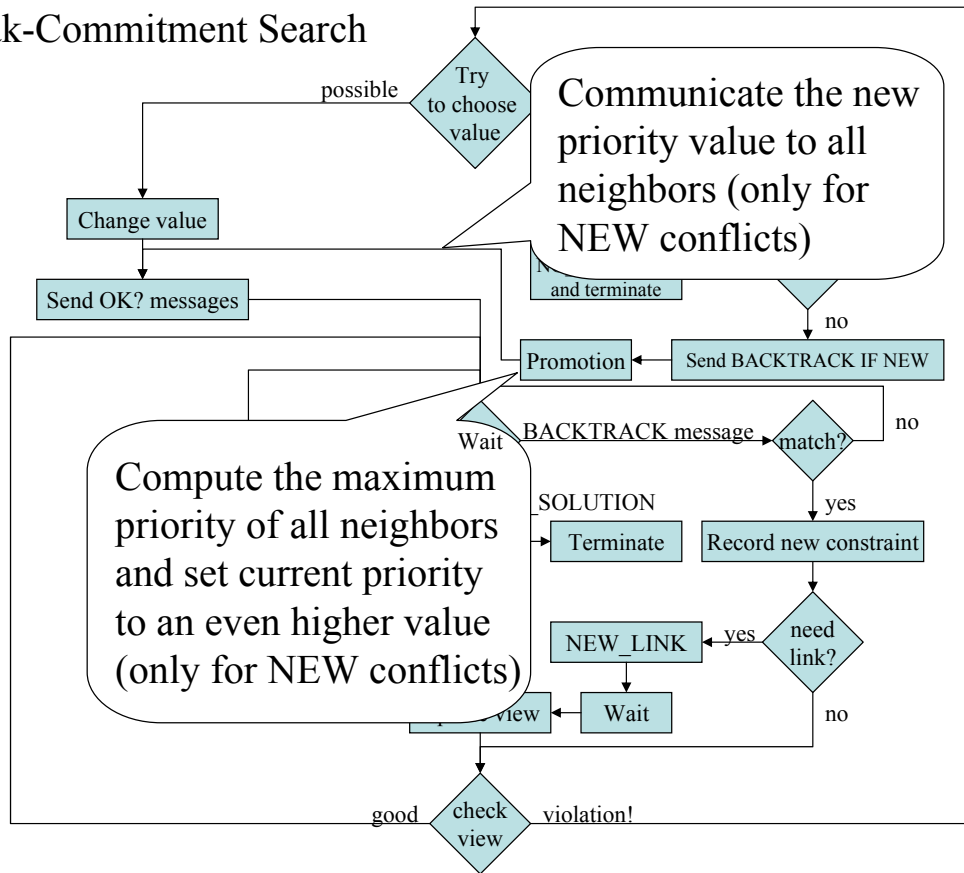 k-Commitment Search
Try
to choose
value
possible
Communicate the new
priority value to all
neighbors (only for
NEW conflicts)
Change value
and terminate
Send OK? messages
no
Promotion
Send BACKTRACK IF NEW
no
Wait
BACKTRACK message
match?
Compute the maximum
priority of all neighbors
and set current priority
to an even higher value
(only for NEW conflicts)
yes
_SOLUTION
Terminate
Record new constraint
need
link?
yes
NEW_LINK
view
Wait
no
good
check
view
violation!